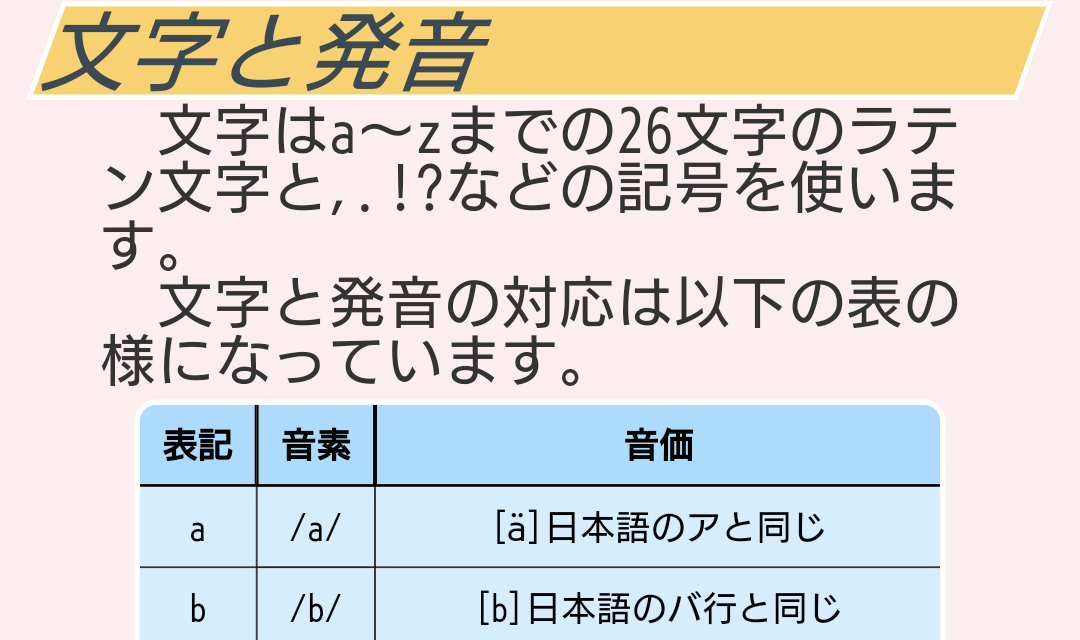 文字と発音
文字はa～zまでの26文字のラテ
ン文字と,.!?などの記号を使いま
す。
文字と発音の対応は以下の表の
様になっています。
表記 音素 音価
a /a/ [ä]日本語のアと同じ
b /b/ [b]日本語のバ行と同じ